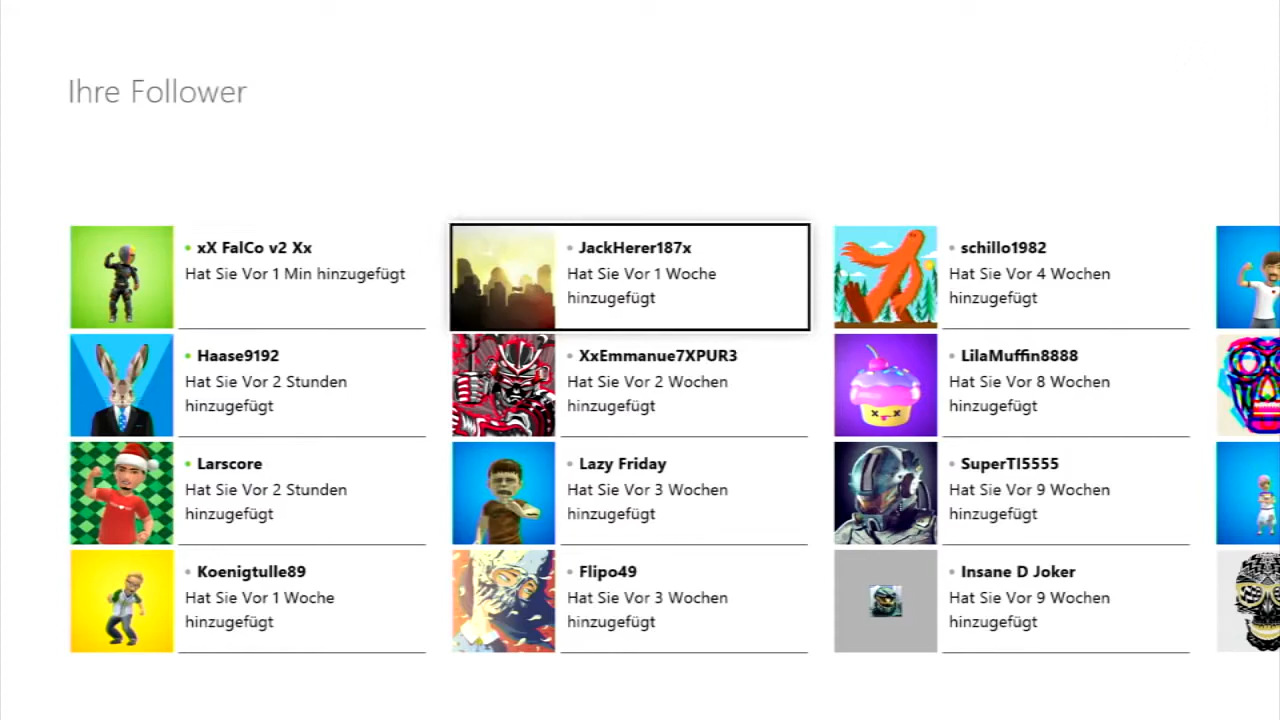 Ihre Follower
xX FalCo v2 Xx
Hat Sie Vor 1 Min hinzugefügt
Haase9192
Hat Sie Vor 2 Stunden
hinzugefügt
Larscore
Hat Sie Vor 2 Stunden
hinzugefügt
Koenigtulle89
Hat Sie Vor 1 Woche
hinzugefügt
JackHerer187x
Hat Sie Vor 1 Woche
hinzugefügt
XxEmmanue7XPUR3
Hat Sie Vor 2 Wochen
hinzugefügt
Lazy Friday
Hat Sie Vor 3 Wochen
hinzugefügt
Flipo49
Hat Sie Vor 3 Wochen
hinzugefügt
schillo1982
Hat Sie Vor 4 Wochen
hinzugefügt
LilaMuffin8888
Hat Sie Vor 8 Wochen
hinzugefügt
SuperTI5555
Hat Sie Vor 9 Wochen
hinzugefügt
Insane D Joker
Hat Sie Vor 9 Wochen
hinzugefügt